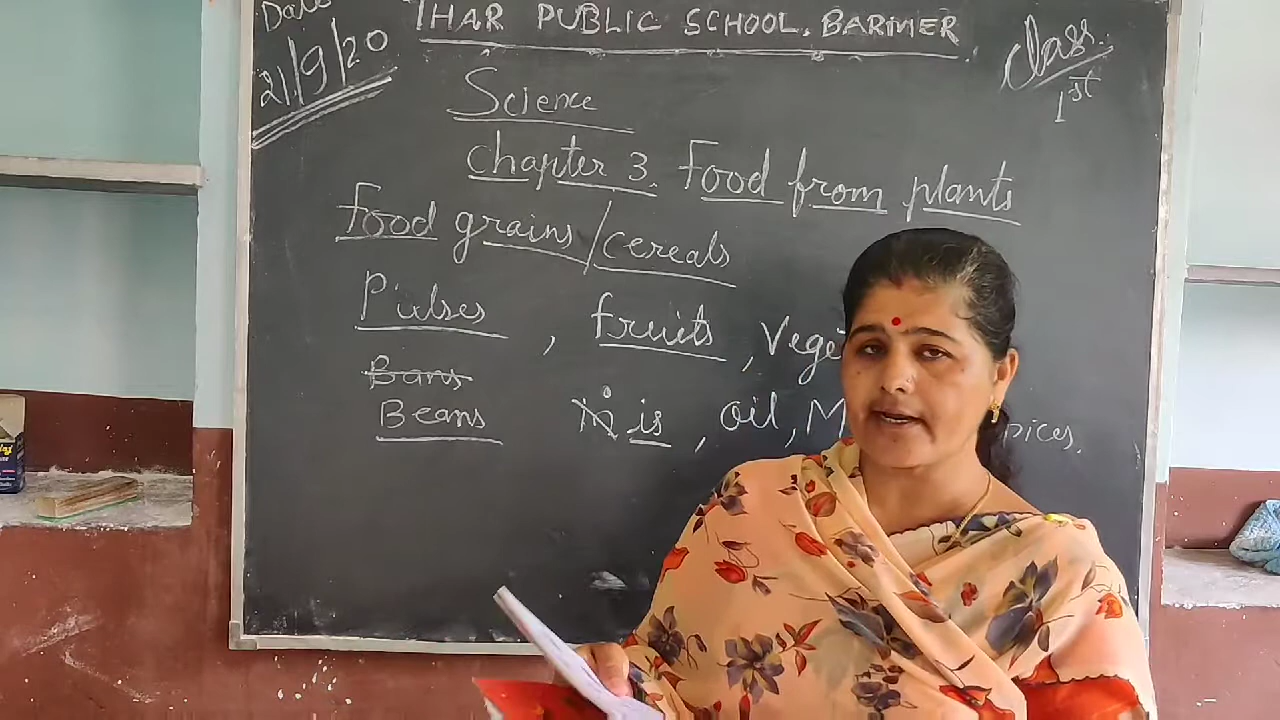 Date
21/9/20
THAR PUBLIC SCHOOL. BARMER
Class
1st
Science
Chapter 3. Food from plants
Food grains/cereals
Pulses, fruits, Vege
Bans
Beans is, oil, M pices.